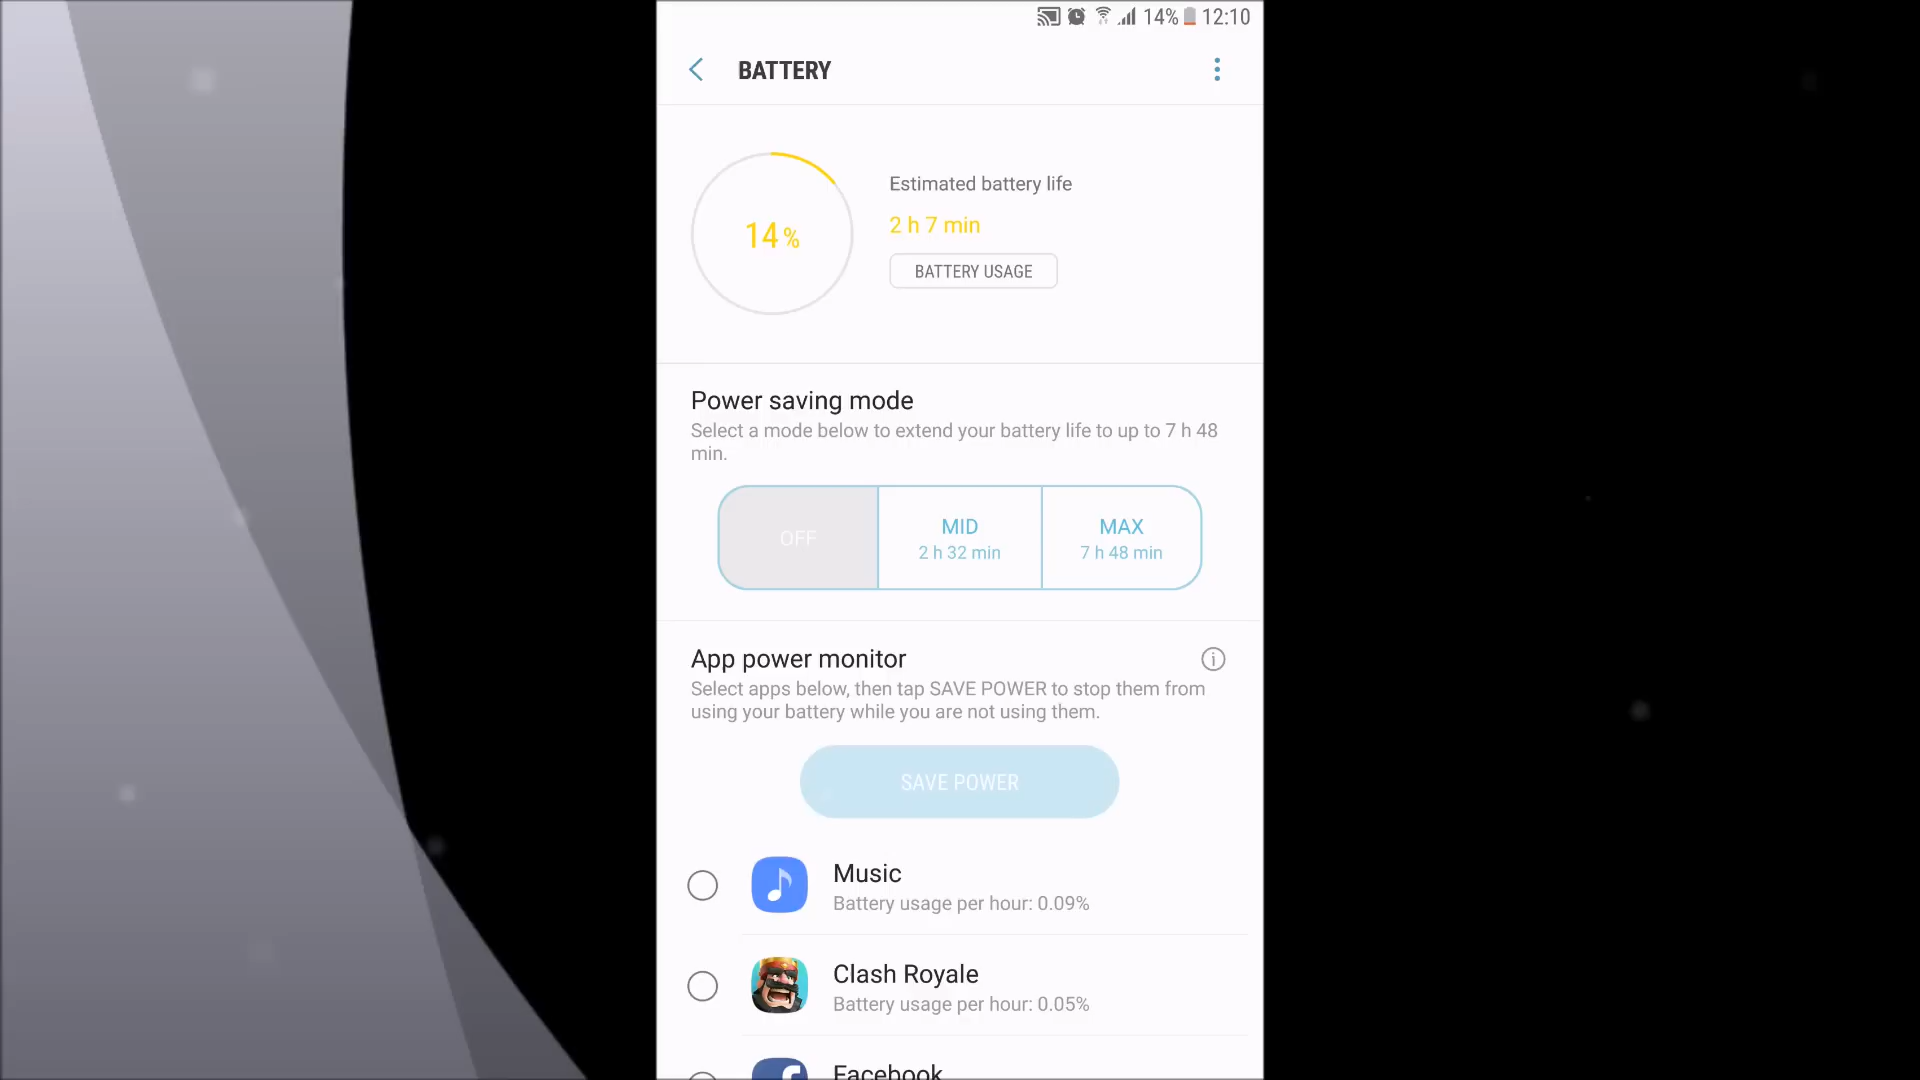 14% 12:10
BATTERY
Estimated battery life
14%
2 h 7 min
BATTERY USAGE
Power saving mode
Select a mode below to extend your battery life to up to 7 h 48
min.
OFF
MID
2 h 32 min
MAX
7 h 48 min
App power monitor
Select apps below, then tap SAVE POWER to stop them from
using your battery while you are not using them.
SAVE POWER
Music
Battery usage per hour: 0.09%
Clash Royale
Battery usage per hour: 0.05%
Facebook